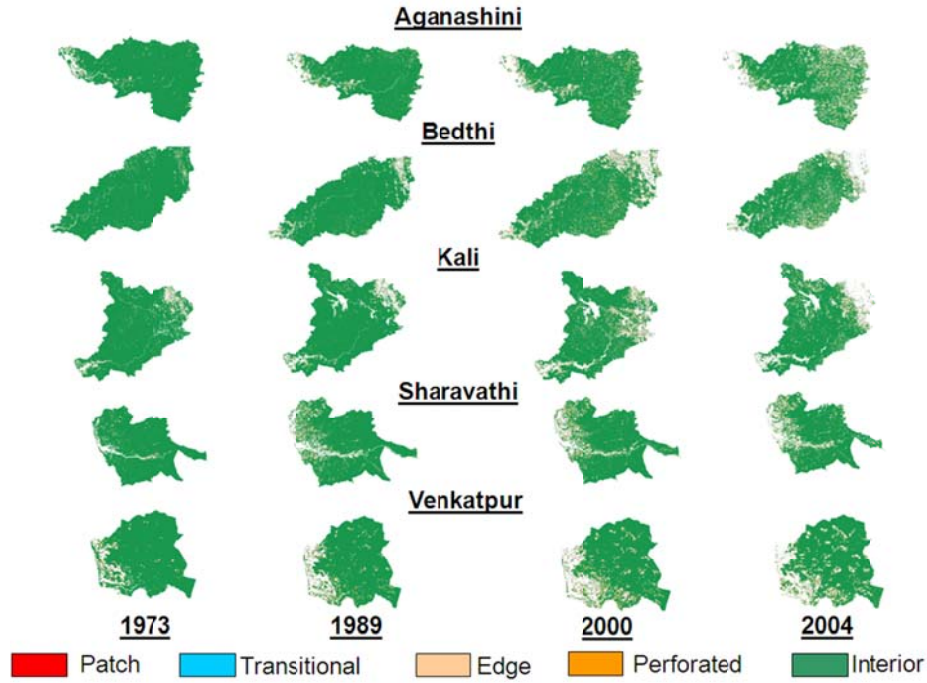 Aganashini
Bedthi
Kali
Sharavathi
Venkatpur
1973 1989 2000 2004
Patch Transitional Edge Perforated Interior